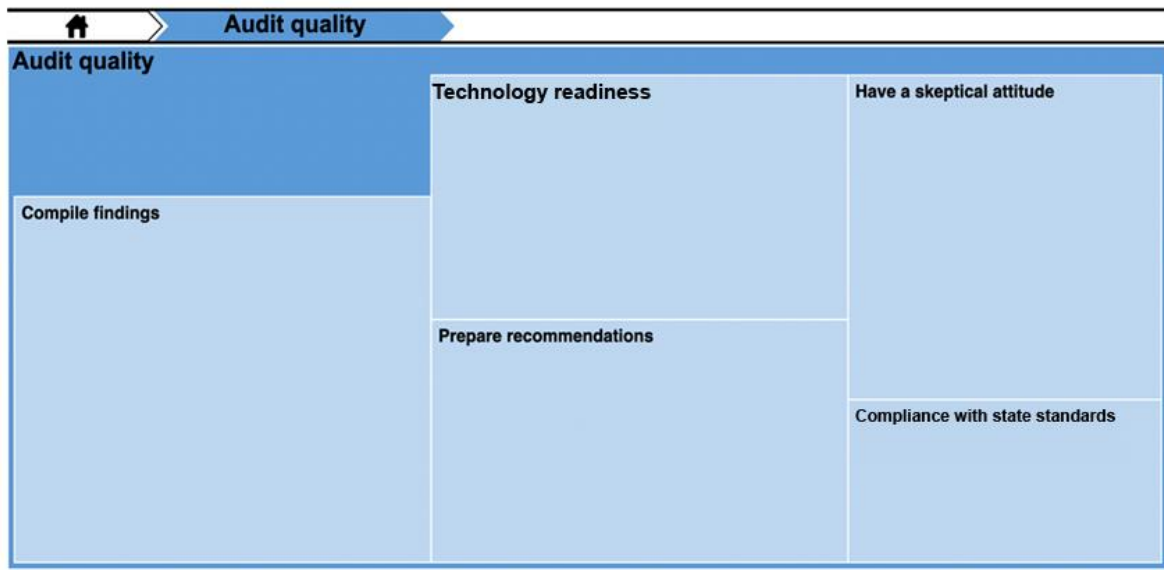 Audit quality
Audit quality
Technology readiness
Have a skeptical attitude
Compile findings
Prepare recommendations
Compliance with state standards